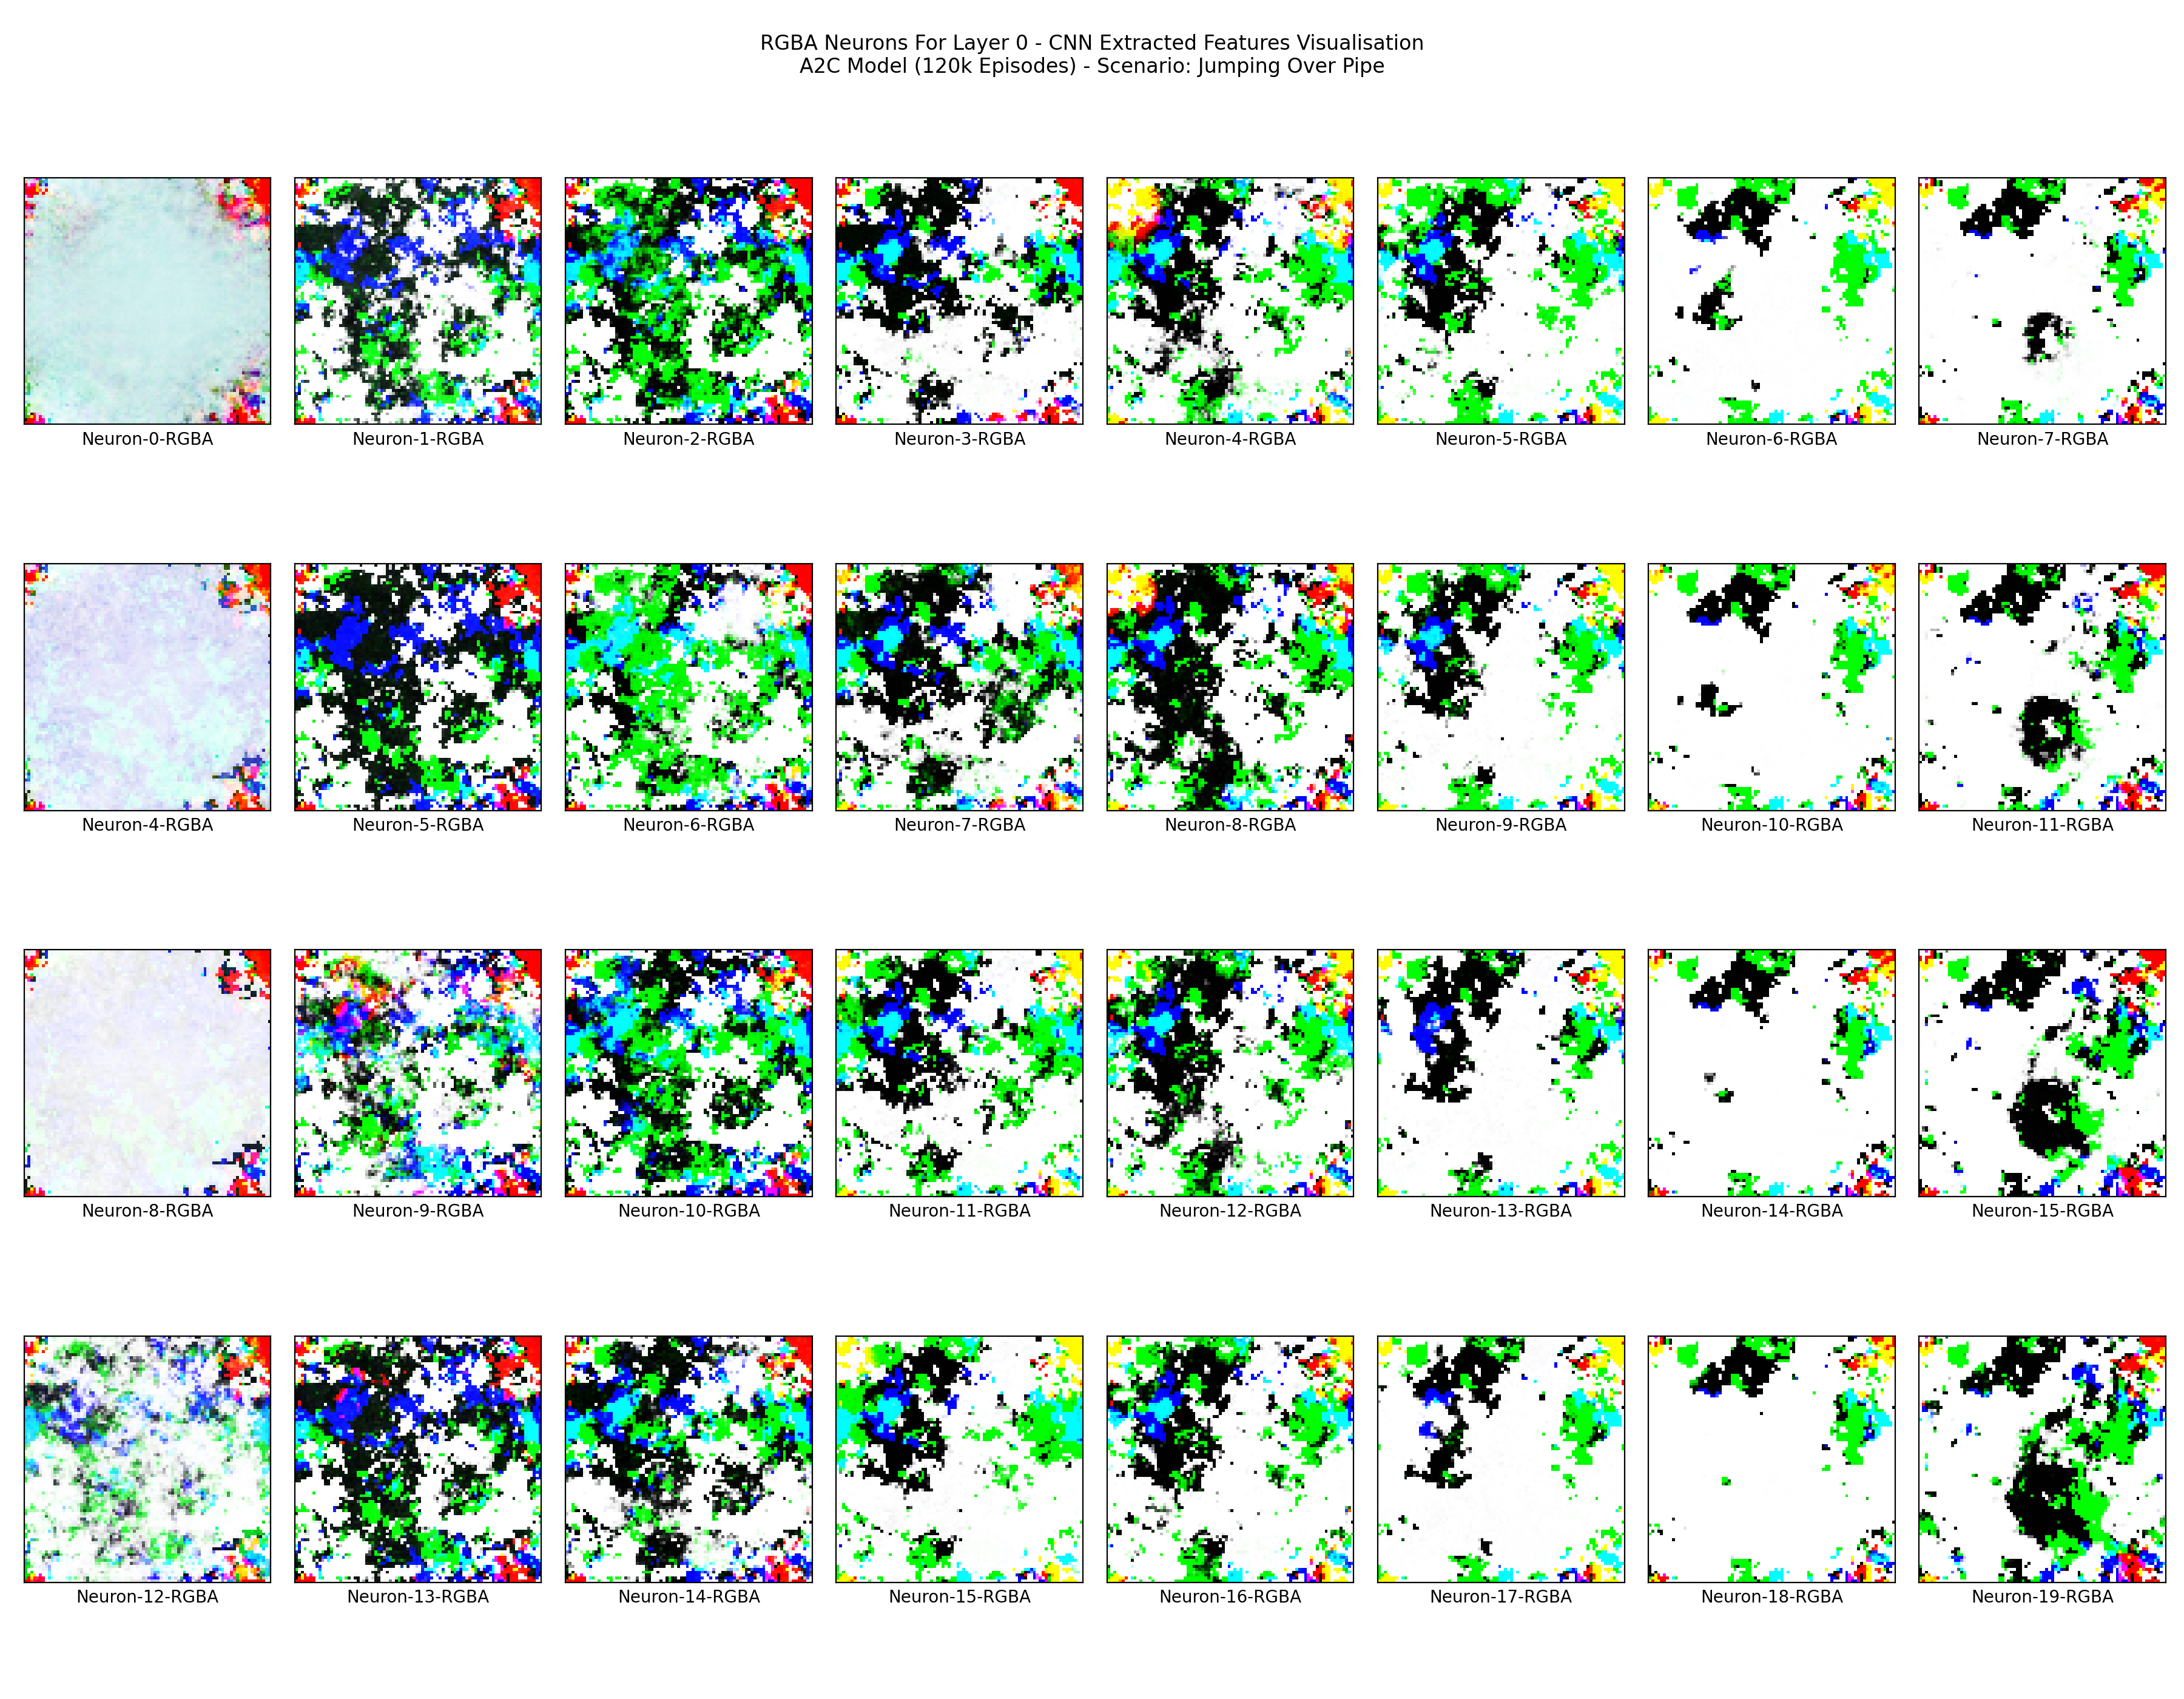 RGBA Neurons For Layer 0 - CNN Extracted Features Visualisation
A2C Model (120k Episodes) - Scenario: Jumping Over Pipe
Neuron-0-RGBA Neuron-1-RGBA Neuron-2-RGBA Neuron-3-RGBA Neuron-4-RGBA Neuron-5-RGBA Neuron-6-RGBA Neuron-7-RGBA
Neuron-4-RGBA Neuron-5-RGBA Neuron-6-RGBA Neuron-7-RGBA Neuron-8-RGBA Neuron-9-RGBA Neuron-10-RGBA Neuron-11-RGBA
Neuron-8-RGBA Neuron-9-RGBA Neuron-10-RGBA Neuron-11-RGBA Neuron-12-RGBA Neuron-13-RGBA Neuron-14-RGBA Neuron-15-RGBA
Neuron-12-RGBA Neuron-13-RGBA Neuron-14-RGBA Neuron-15-RGBA Neuron-16-RGBA Neuron-17-RGBA Neuron-18-RGBA Neuron-19-RGBA